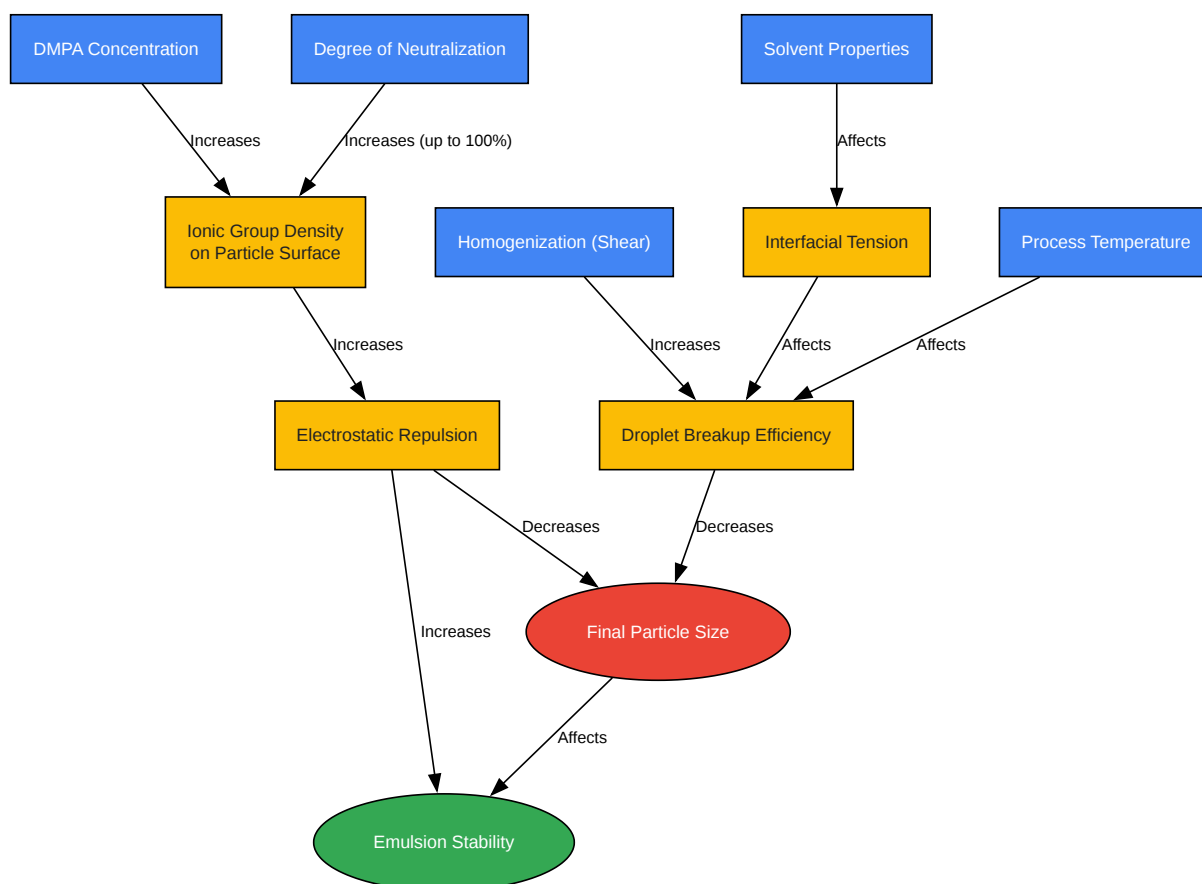 DMPA Concentration
Degree of Neutralization
Solvent Properties
Increases
Increases (up to 100%)
Affects
Ionic Group Density
on Particle Surface
Homogenization (Shear)
Interfacial Tension
Process Temperature
Increases
Increases
Affects
Affects
Electrostatic Repulsion
Droplet Breakup Efficiency
Decreases
Decreases
Increases
Final Particle Size
Affects
Emulsion Stability